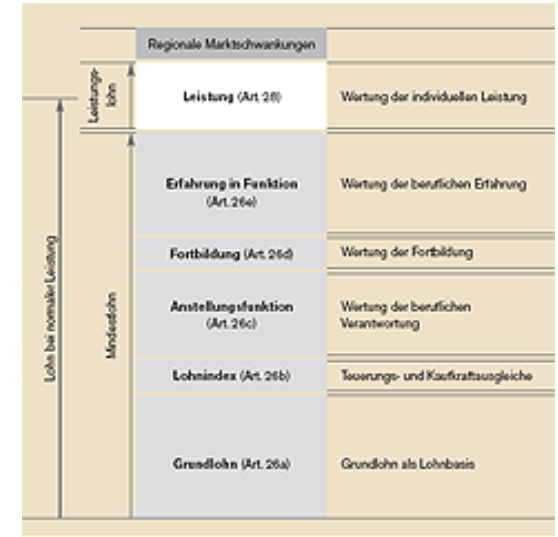 Regionale Marktschwankungen
Leistungs-
lohn
Leistung (Art. 28)
Wertung der individuellen Leistung
Erfahrung in Funktion
(Art. 26e)
Wertung der beruflichen Erfahrung
Fortbildung (Art. 26d)
Wertung der Fortbildung
Lohn bei normaler Leistung
Mindestlohn
Anstellungsfunktion
(Art. 26c)
Wertung der beruflichen
Verantwortung
Lohnindex (Art. 26b)
Teuerungs- und Kaufkraftausgleiche
Grundlohn (Art. 26a)
Grundlohn als Lohnbasis